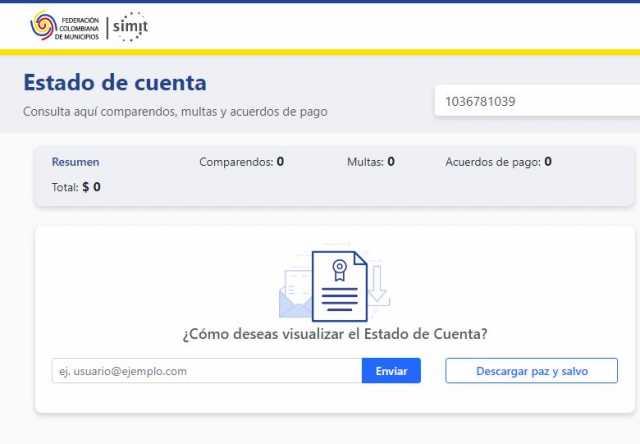 FEDERACIÓN
COLOMBIANA
DE MUNICIPIOS
simit
Estado de cuenta
Consulta aquí comparendos, multas y acuerdos de pago
1036781039
Resumen Comparendos: 0 Multas: 0 Acuerdos de pago: 0
Total: $ 0
¿Cómo deseas visualizar el Estado de Cuenta?
ej. usuario@ejemplo.com Enviar Descargar paz y salvo